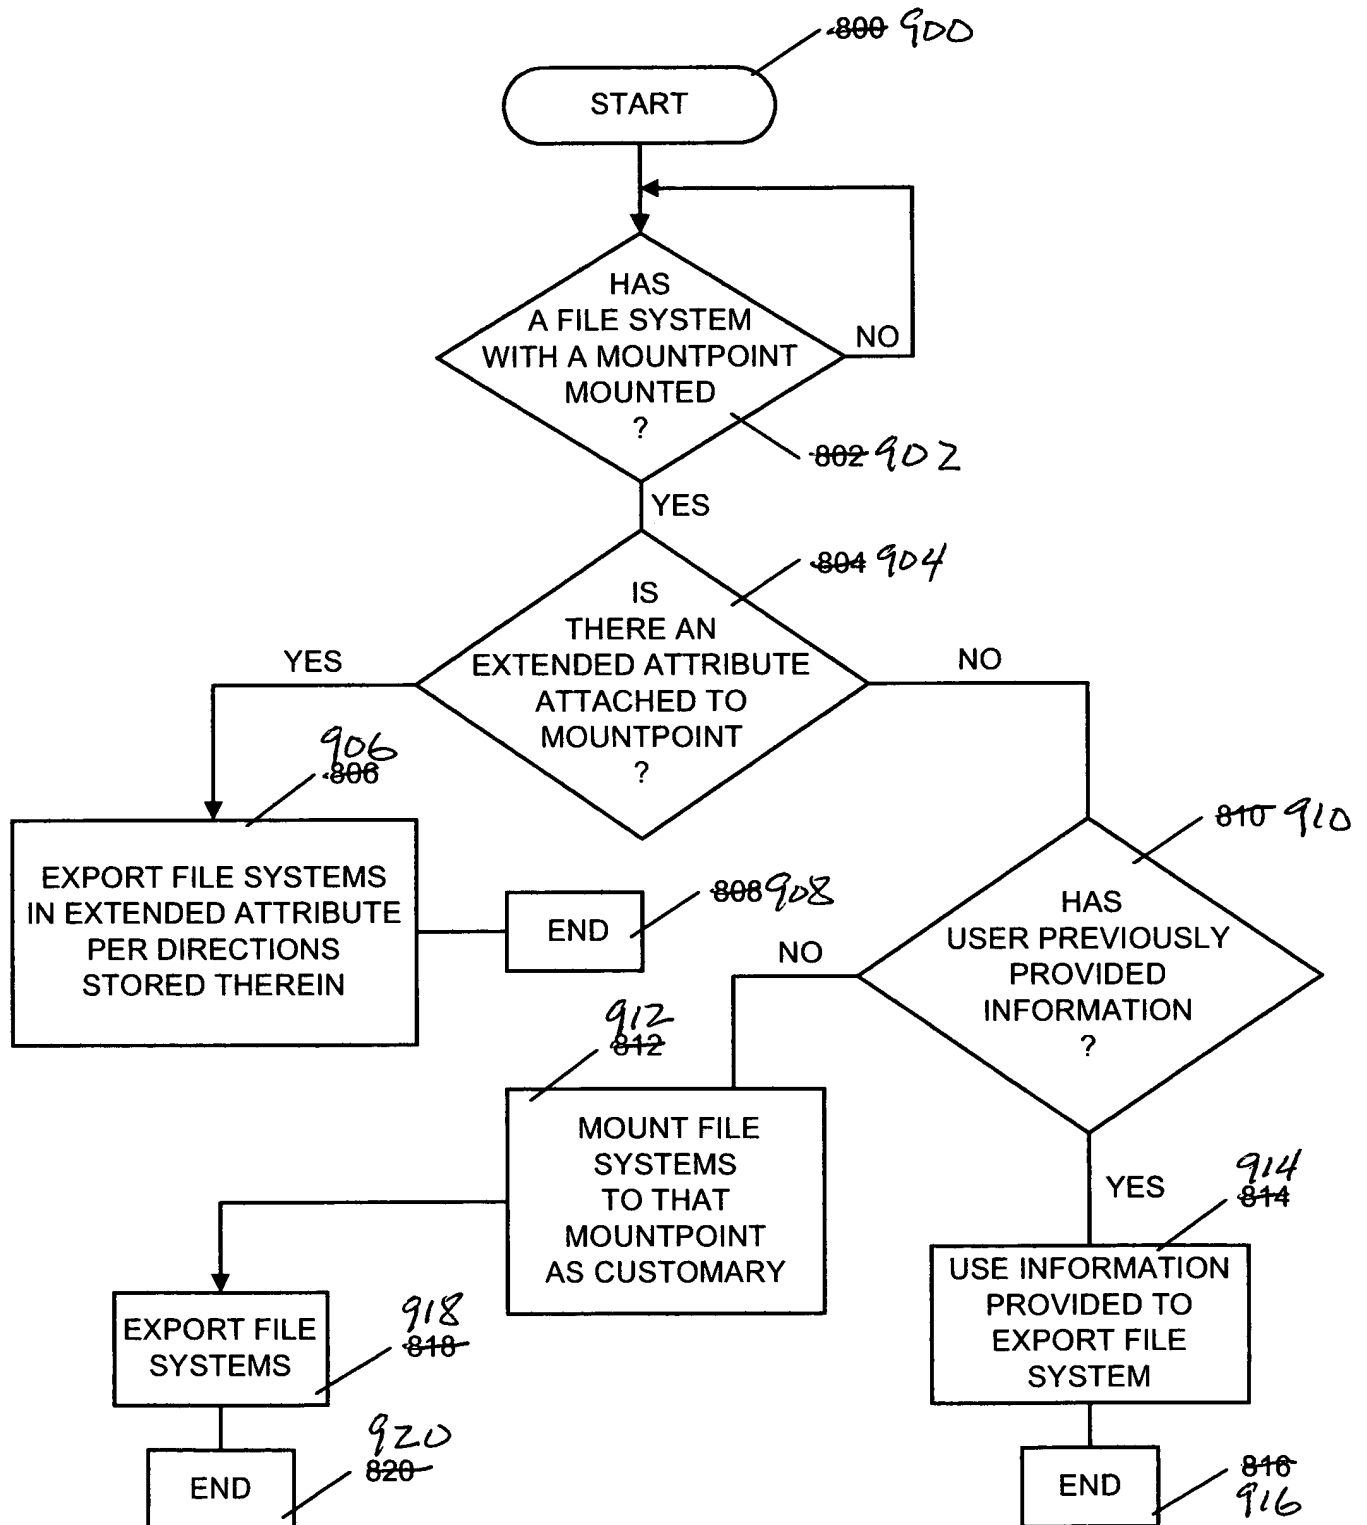 800 900
START
HAS
A FILE SYSTEM
WITH A MOUNTPOINT
MOUNTED
?
NO
802 902
YES
804 904
IS
THERE AN
EXTENDED ATTRIBUTE
ATTACHED TO
MOUNTPOINT
?
YES
NO
906
806
EXPORT FILE SYSTEMS
IN EXTENDED ATTRIBUTE
PER DIRECTIONS
STORED THEREIN
808 908
END
810 910
HAS
USER PREVIOUSLY
PROVIDED
INFORMATION
?
NO
912
812
MOUNT FILE
SYSTEMS
TO THAT
MOUNTPOINT
AS CUSTOMARY
YES
914
814
USE INFORMATION
PROVIDED TO
EXPORT FILE
SYSTEM
918
818
EXPORT FILE
SYSTEMS
920
820
END
816
916
END